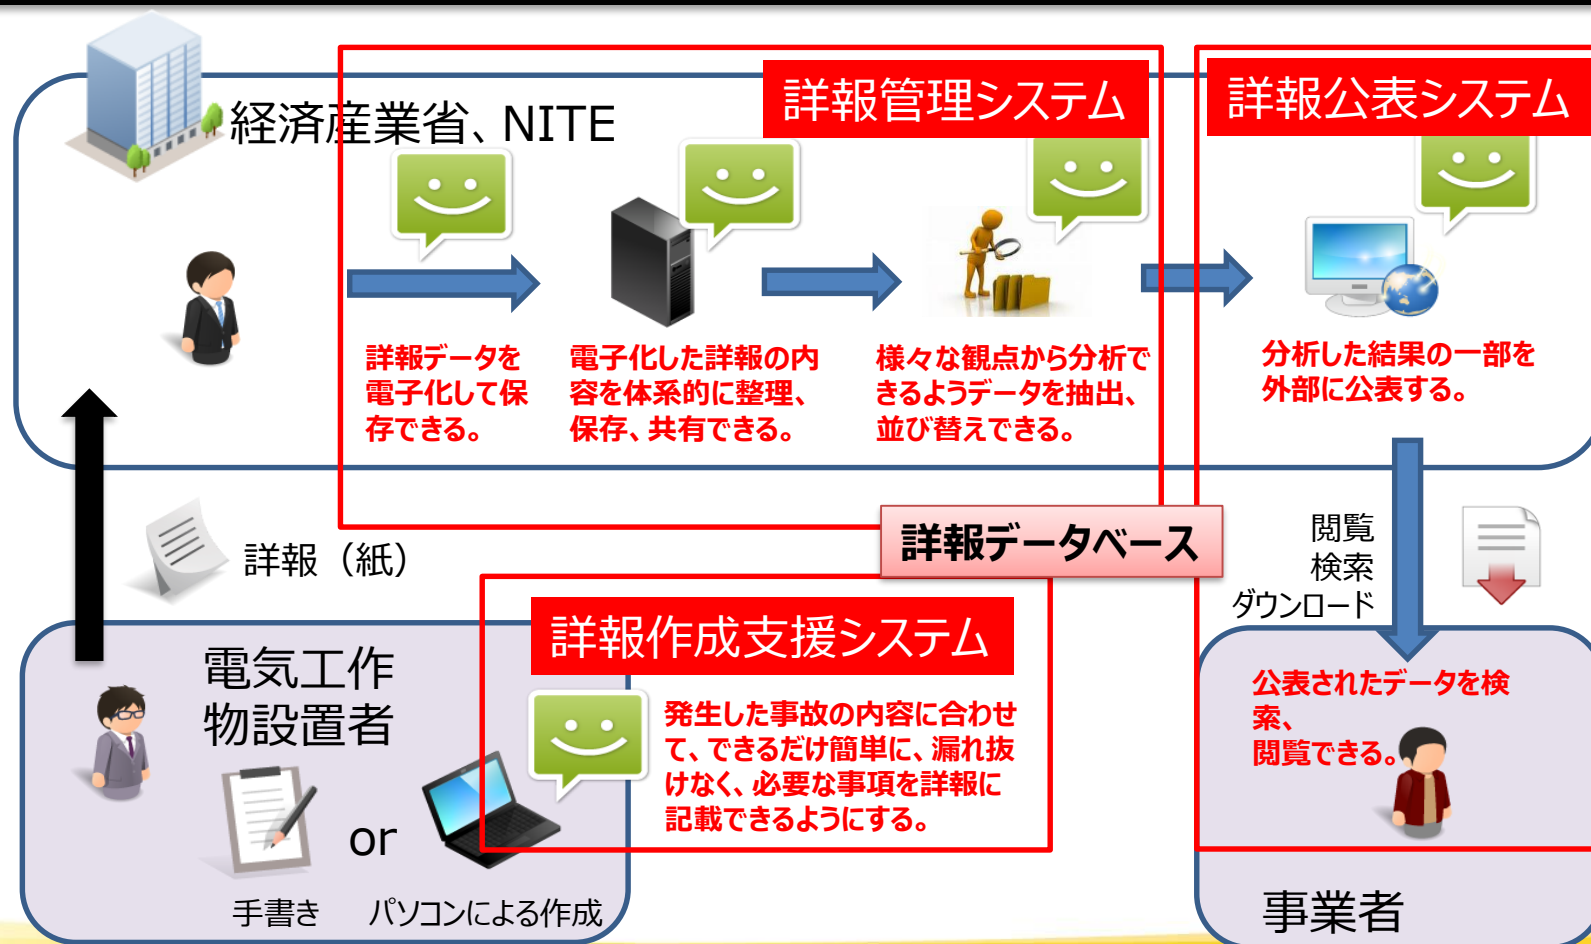 経済産業省、NITE
詳報管理システム
詳報公表システム
詳報データを
電子化して保
存できる。
電子化した詳報の内
容を体系的に整理、
保存、共有できる。
様々な観点から分析で
きるようデータを抽出、
並び替えできる。
分析した結果の一部を
外部に公表する。
詳報（紙）
詳報データベース
閲覧
検索
ダウンロード
電気工作
物設置者
詳報作成支援システム
発生した事故の内容に合わせ
て、できるだけ簡単に、漏れ抜
けなく、必要な事項を詳報に
記載できるようにする。
or
手書き
パソコンによる作成
公表されたデータを検
索、
閲覧できる。
事業者